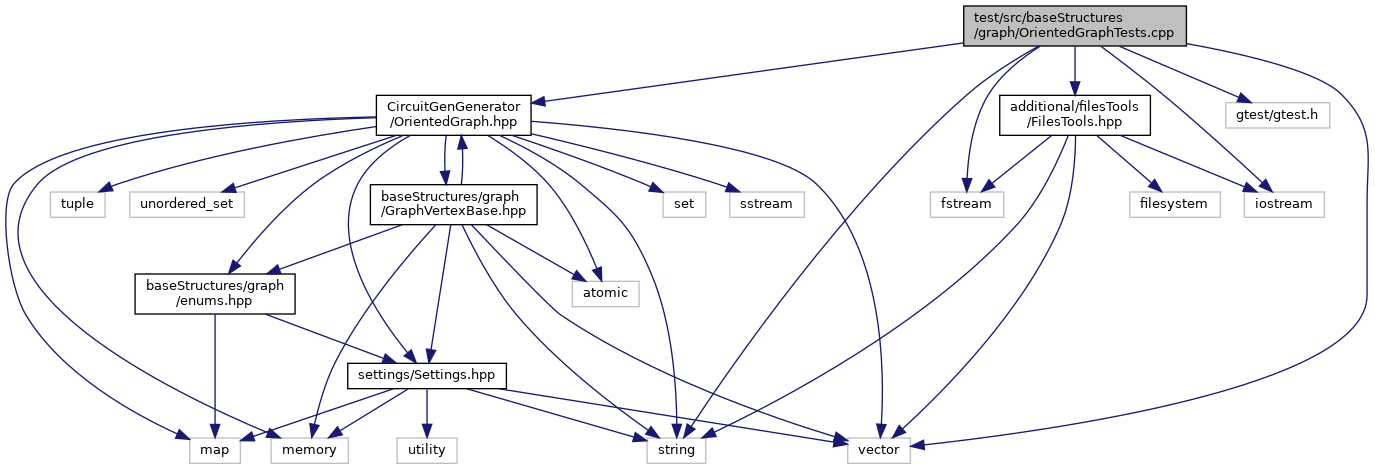 test/src/baseStructures
/graph/OrientedGraphTests.cpp
CircuitGenGenerator
/OrientedGraph.hpp
additional/filesTools
/FilesTools.hpp
gtest/gtest.h
tuple
unordered_set
baseStructures/graph
/GraphVertexBase.hpp
set
sstream
fstream
filesystem
iostream
baseStructures/graph
/enums.hpp
atomic
settings/Settings.hpp
map
memory
utility
string
vector